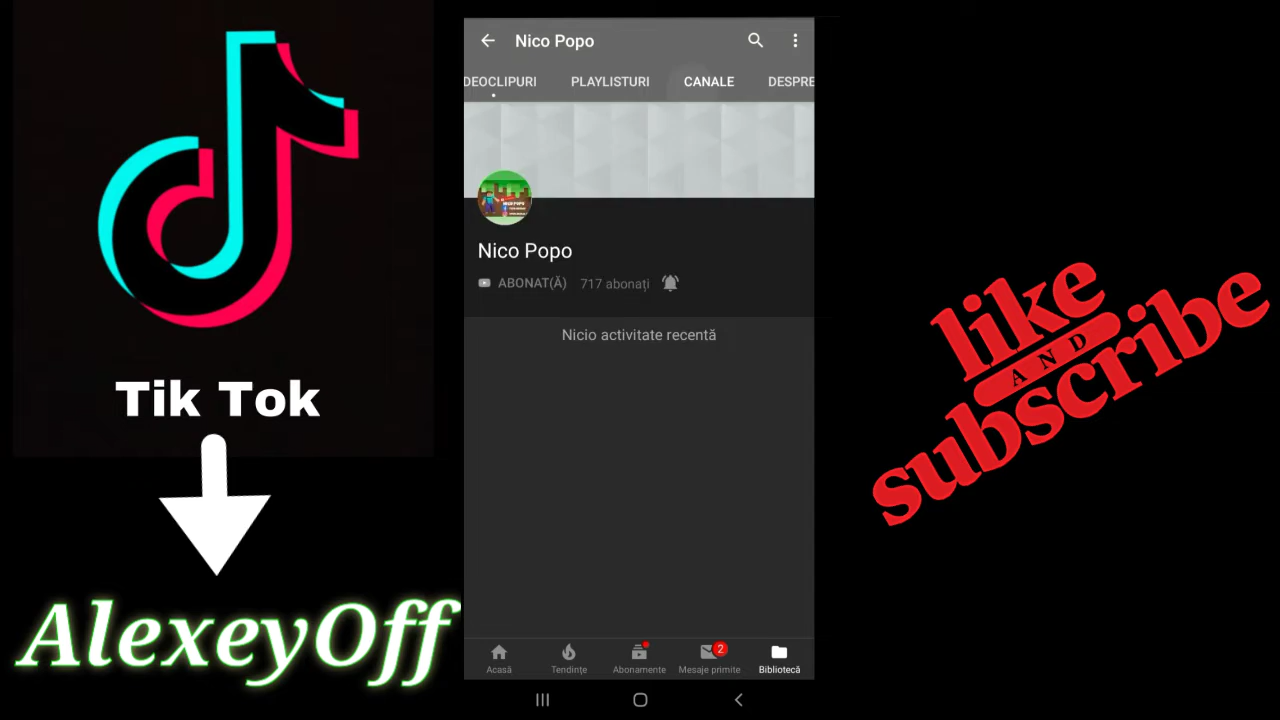 Tik Tok
AlexeyOff
Nico Popo
DEOCLIPURI PLAYLISTURI CANALE DESPRE
Nico Popo
ABONAT(Ă) 717 abonați
Nicio activitate recentă
2
Acasă Tendințe Abonamente Mesaje primite Bibliotecă
like
AND
subscribe